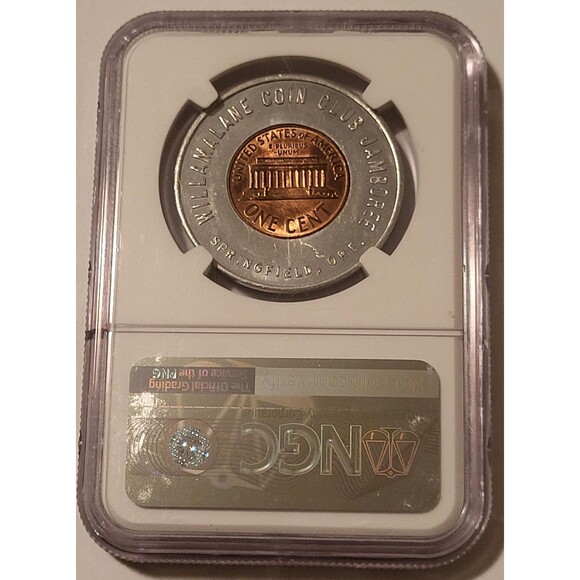 WILLAMALANE COIN CLUB JAMBOREE
SPRINGFIELD, ORE.
UNITED STATES OF AMERICA
E PLURIBUS
UNUM
ONE CENT
The Official Grading
Service of the PNG
NGC